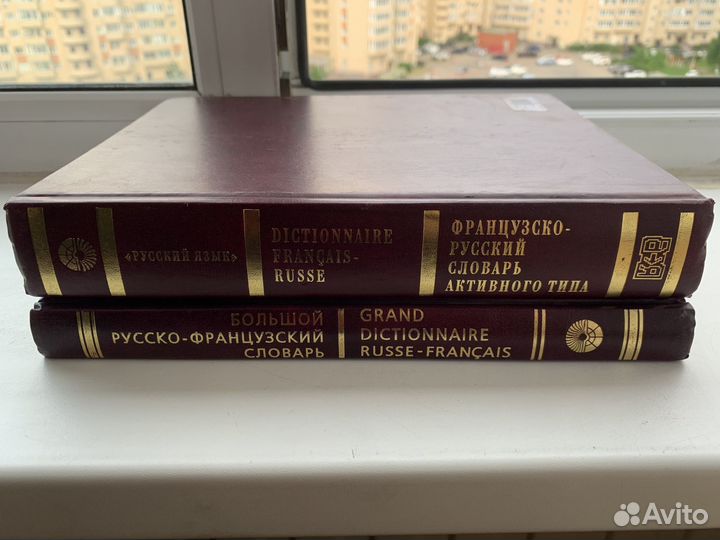 «РУССКИЙ ЯЗЫК»
DICTIONNAIRE
FRANÇAIS-
RUSSE
ФРАНЦУЗСКО-
РУССКИЙ
СЛОВАРЬ
АКТИВНОГО ТИПА
БОЛЬШОЙ
РУССКО-ФРАНЦУЗСКИЙ
СЛОВАРЬ
GRAND
DICTIONNAIRE
RUSSE-FRANÇAIS
Avito